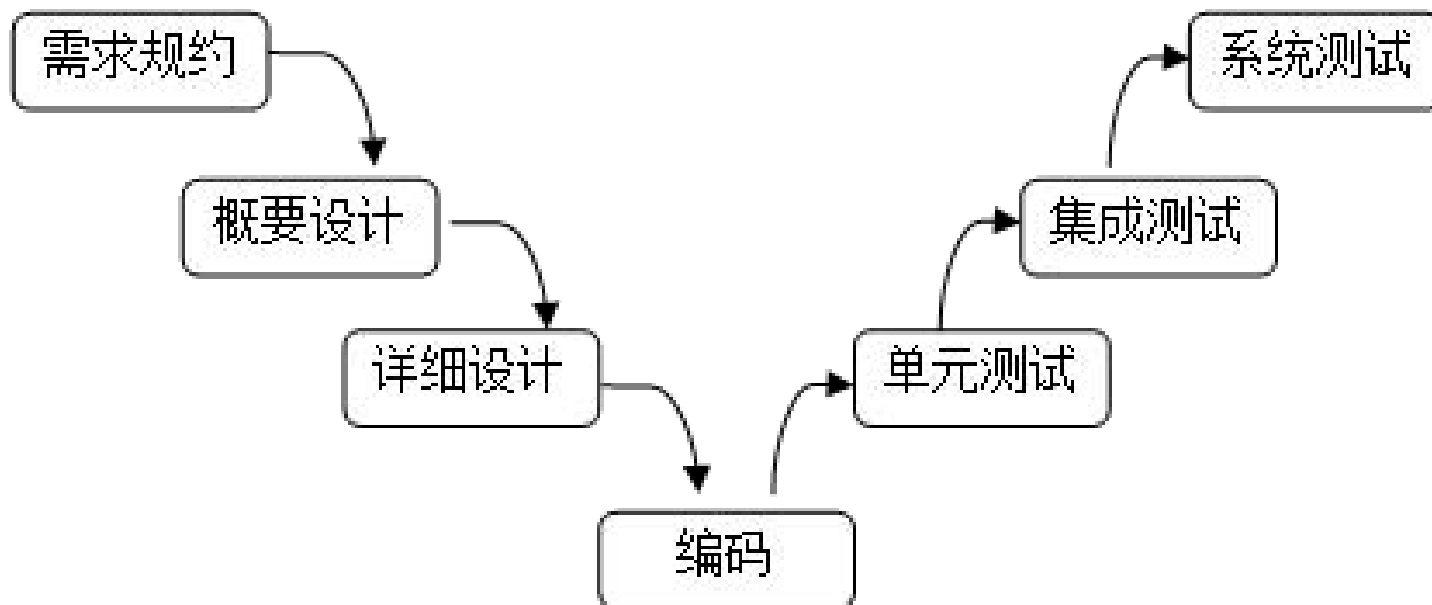 需求规约
系统测试
概要设计
集成测试
详细设计
单元测试
编码